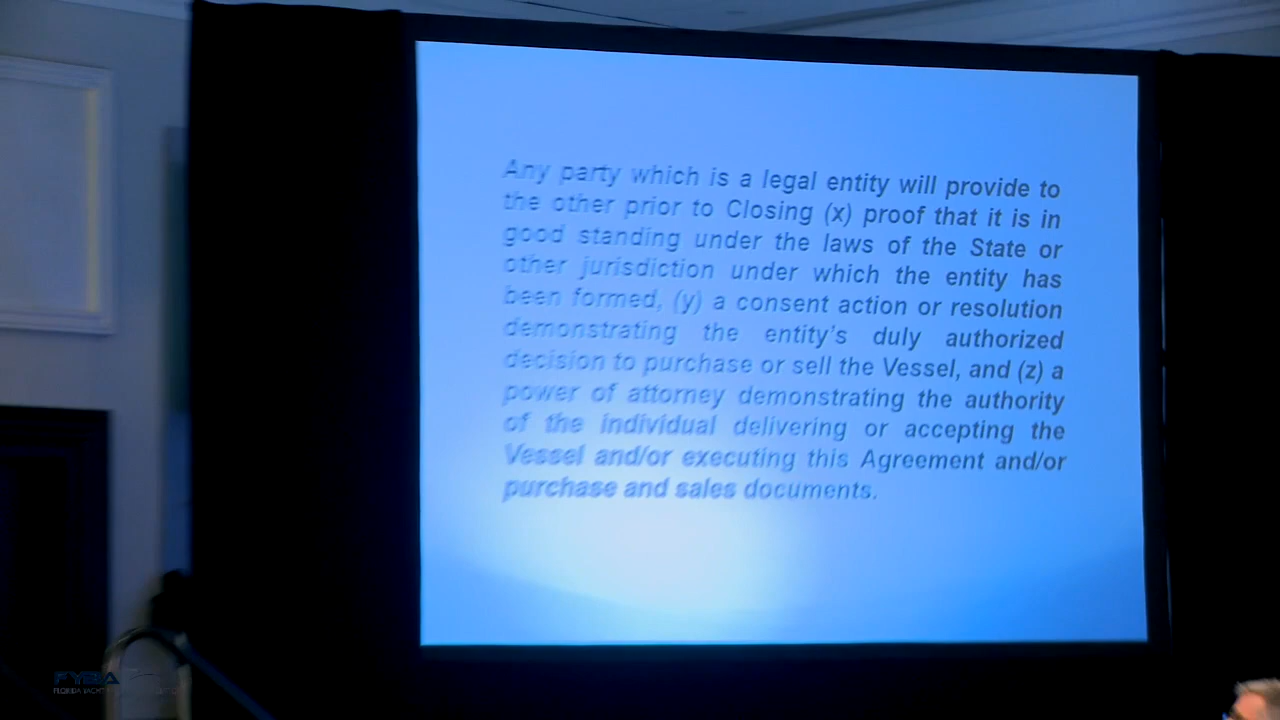 Any party which is a legal entity will provide to
the other prior to Closing (x) proof that it is in
good standing under the laws of the State or
other jurisdiction under which the entity has
been formed, (y) a consent action or resolution
demonstrating the entity's duly authorized
decision to purchase or sell the Vessel, and (z) a
power of attorney demonstrating the authority
of the individual delivering or accepting the
Vessel and/or executing this Agreement and/or
purchase and sales documents.
FYBA
FLORIDA YACHT